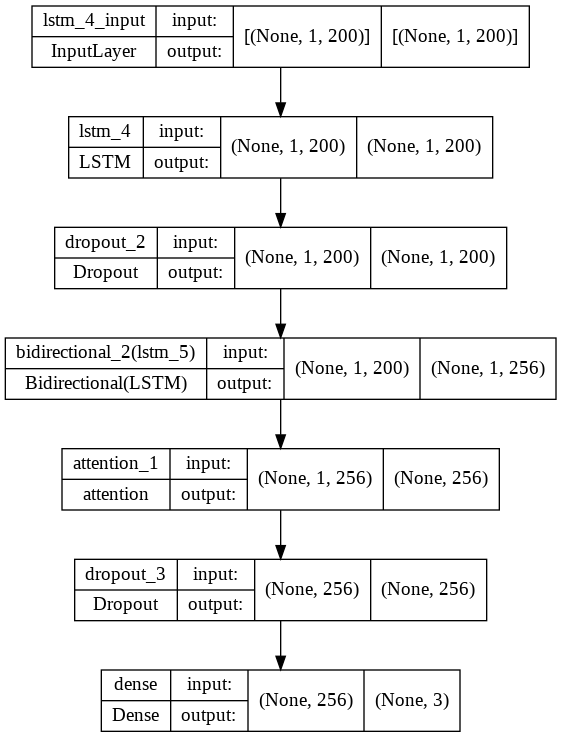 lstm_4_input input: [(None, 1, 200)] [(None, 1, 200)]
InputLayer output:
lstm_4 input: (None, 1, 200) (None, 1, 200)
LSTM output:
dropout_2 input: (None, 1, 200) (None, 1, 200)
Dropout output:
bidirectional_2(lstm_5) input: (None, 1, 200) (None, 1, 256)
Bidirectional(LSTM) output:
attention_1 input: (None, 1, 256) (None, 256)
attention output:
dropout_3 input: (None, 256) (None, 256)
Dropout output:
dense input: (None, 256) (None, 3)
Dense output: